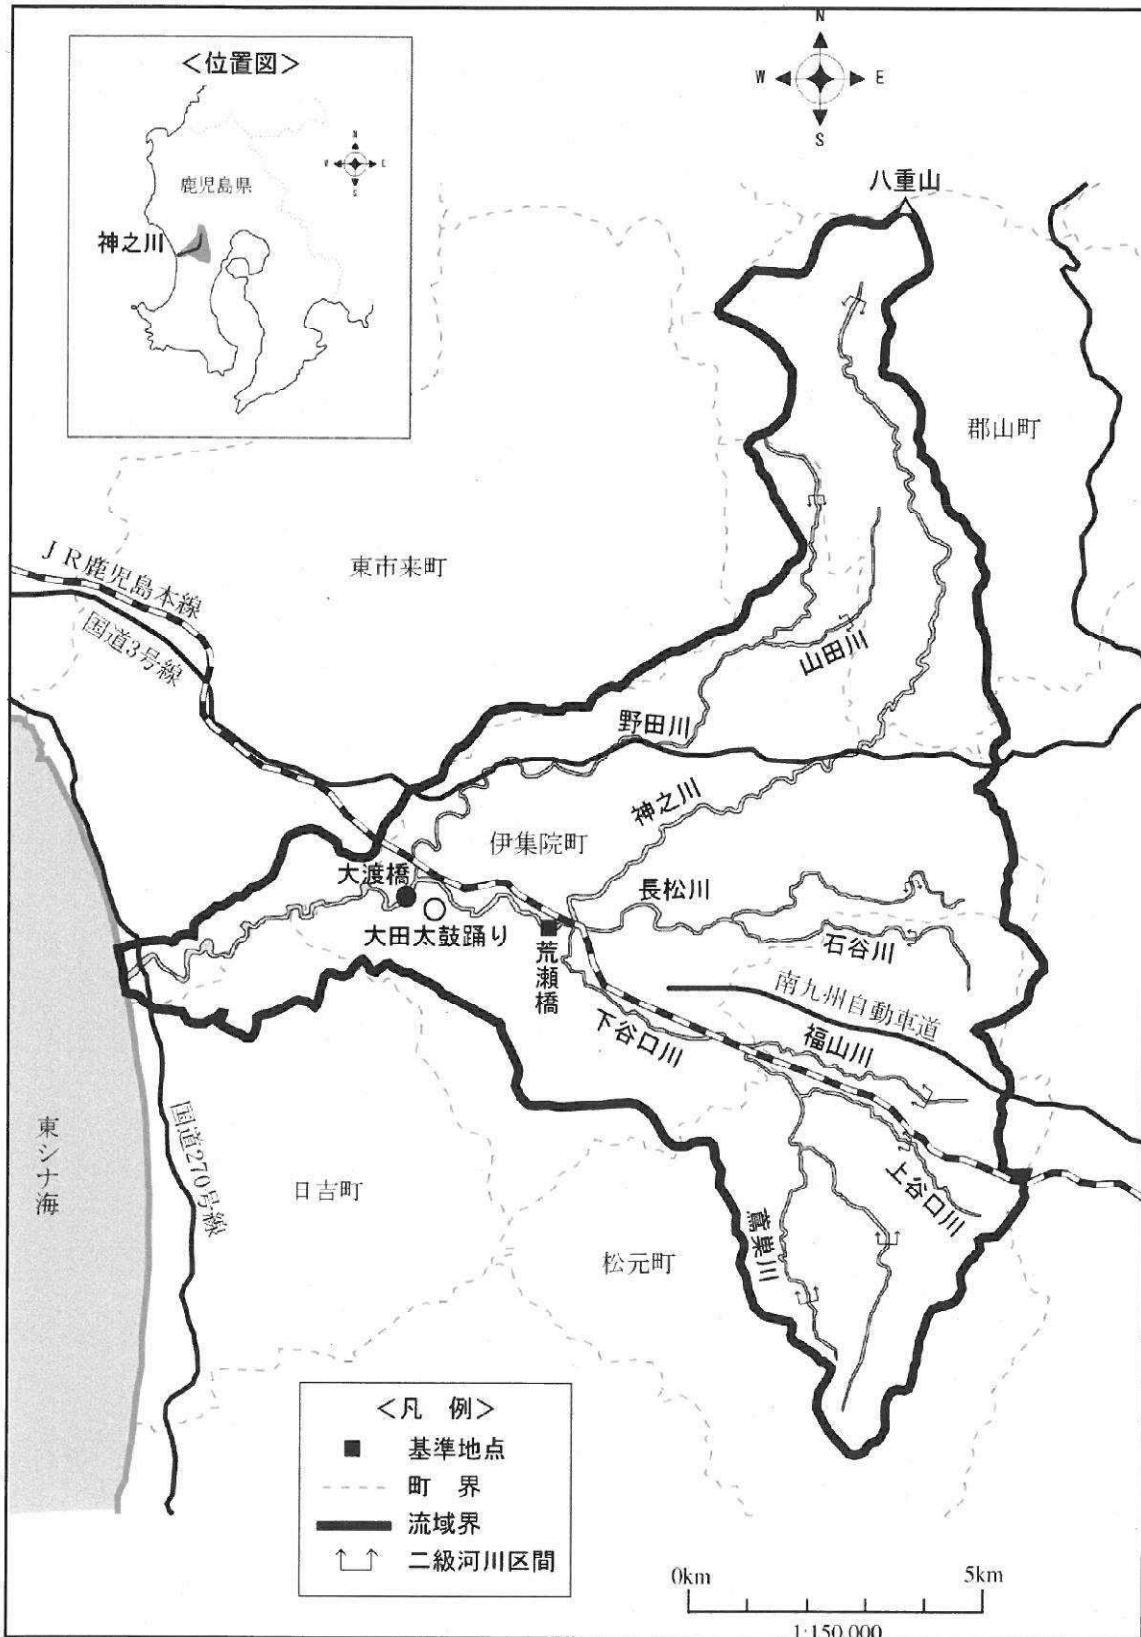 <位置図>
N
W
E
S
鹿児島県
神之川
N
W
E
S
八重山
郡山町
東市来町
JR鹿児島本線
国道3号線
山田川
野田川
神之川
伊集院町
大渡橋
長松川
大田太鼓踊り
荒瀬橋
石谷川
南九州自動車道
下谷口川
福山川
東シナ海
国道270号線
日吉町
上谷口川
松元町
<凡 例>
基準地点
町 界
流域界
二級河川区間
0km
5km
1:150,000